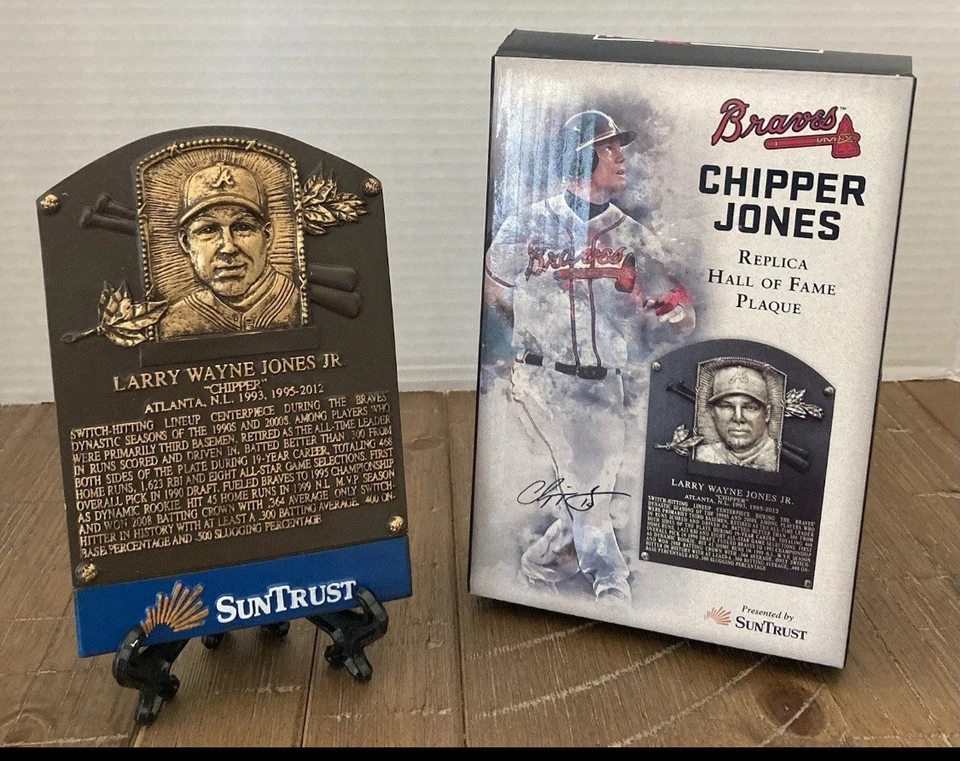 LARRY WAYNE JONES JR.
"CHIPPER"
ATLANTA, N.L. 1993, 1995-2012
SWITCH-HITTING LINEUP CENTERPIECE DURING THE BRAVES'
DYNASTIC SEASONS OF THE 1990S AND 2000S. AMONG PLAYERS WHO
WERE PRIMARILY THIRD BASEMEN, RETIRED AS THE ALL-TIME LEADER
IN RUNS SCORED AND DRIVEN IN. BATTED BETTER THAN .300 FROM
BOTH SIDES OF THE PLATE DURING 19-YEAR CAREER, TOTALING 468
HOME RUNS, 1,623 RBI AND EIGHT ALL-STAR GAME SELECTIONS. FIRST
OVERALL PICK IN 1990 DRAFT. FUELED BRAVES TO 1995 CHAMPIONSHIP
AS DYNAMIC ROOKIE. HIT 45 HOME RUNS IN 1999 N.L. M.V.P SEASON
AND WON 2008 BATTING CROWN WITH .364 AVERAGE. ONLY SWITCH-
HITTER IN HISTORY WITH AT LEAST A .300 BATTING AVERAGE, .400 ON-
BASE PERCENTAGE AND .500 SLUGGING PERCENTAGE.
SUNTRUST
Braves™
CHIPPER
JONES
REPLICA
HALL OF FAME
PLAQUE
Braves
LARRY WAYNE JONES JR.
"CHIPPER"
ATLANTA, N.L. 1993, 1995-2012
Presented by
SUNTRUST